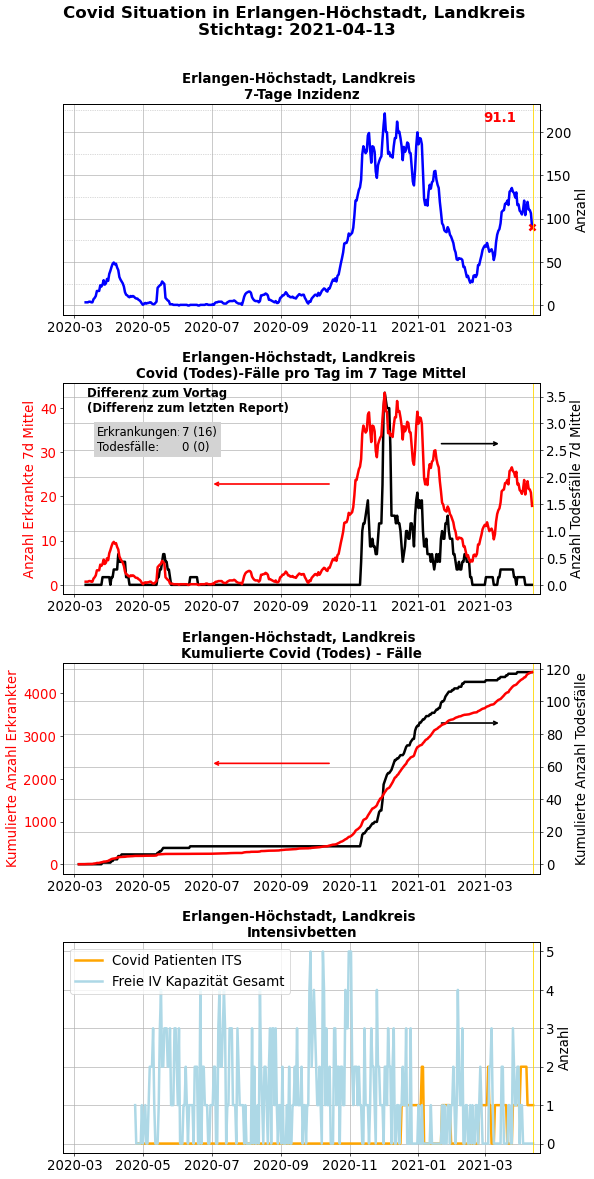 Covid Situation in Erlangen-Höchstadt, Landkreis
Stichtag: 2021-04-13
Erlangen-Höchstadt, Landkreis
7-Tage Inzidenz
91.1
200
150
100
50
0
Anzahl
2020-03 2020-05 2020-07 2020-09 2020-11 2021-01 2021-03
Erlangen-Höchstadt, Landkreis
Covid (Todes)-Fälle pro Tag im 7 Tage Mittel
Differenz zum Vortag
(Differenz zum letzten Report)
Erkrankungen: 7 (16)
Todesfälle: 0 (0)
Anzahl Erkrankte 7d Mittel
40
30
20
10
0
3.5
3.0
2.5
2.0
1.5
1.0
0.5
0.0
Anzahl Todesfälle 7d Mittel
2020-03 2020-05 2020-07 2020-09 2020-11 2021-01 2021-03
Erlangen-Höchstadt, Landkreis
Kumulierte Covid (Todes) - Fälle
Kumulierte Anzahl Erkrankter
4000
3000
2000
1000
0
120
100
80
60
40
20
0
Kumulierte Anzahl Todesfälle
2020-03 2020-05 2020-07 2020-09 2020-11 2021-01 2021-03
Erlangen-Höchstadt, Landkreis
Intensivbetten
Covid Patienten ITS
Freie IV Kapazität Gesamt
5
4
3
2
1
0
Anzahl
2020-03 2020-05 2020-07 2020-09 2020-11 2021-01 2021-03